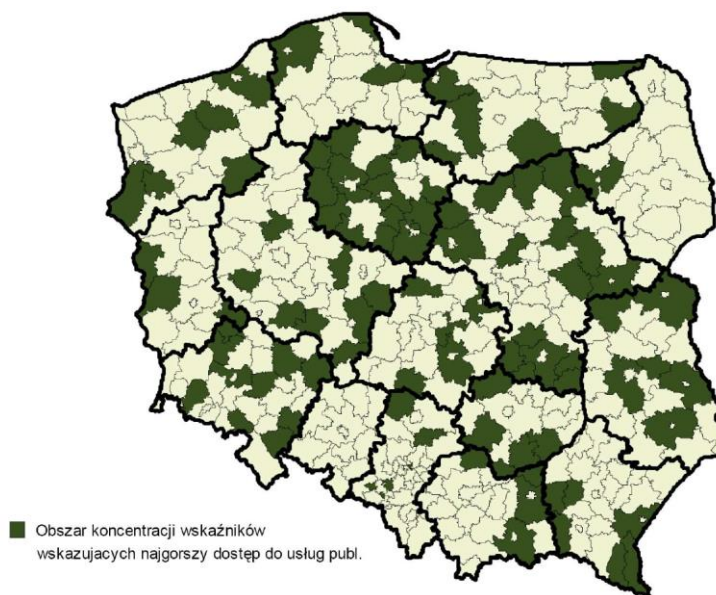 Obszar koncentracji wskaźników
wskazujacych najgorszy dostęp do usług publ.